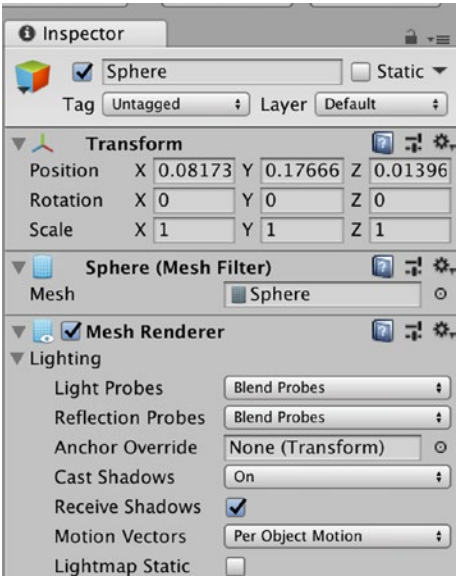 Inspector
Sphere Static
Tag Untagged Layer Default
Transform
Position X 0.08173 Y 0.17666 Z 0.01396
Rotation X 0 Y 0 Z 0
Scale X 1 Y 1 Z 1
Sphere (Mesh Filter)
Mesh Sphere
Mesh Renderer
Lighting
Light Probes Blend Probes
Reflection Probes Blend Probes
Anchor Override None (Transform)
Cast Shadows On
Receive Shadows
Motion Vectors Per Object Motion
Lightmap Static